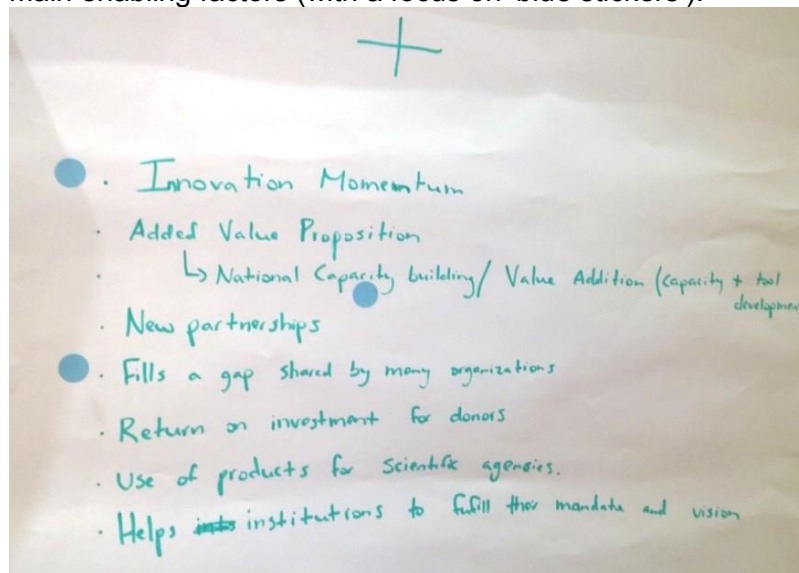 main enabling factors (with a focus on 'blue stickers').
+
· Innovation Momentum
· Added Value Proposition
· ↳ National Capacity building/ Value Addition (Capacity + tool
development
· New partnerships
· Fills a gap shared by many organizations
· Return on investment for donors
· Use of products for Scientific agencies.
· Helps institutions to fulfill their mandate and vision